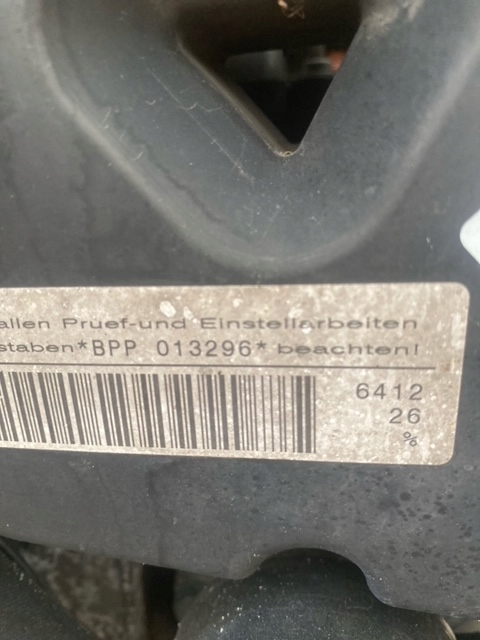 allen Pruef-und Einstellarbeiten
staben*BPP 013296* beachten!
6412
26
%